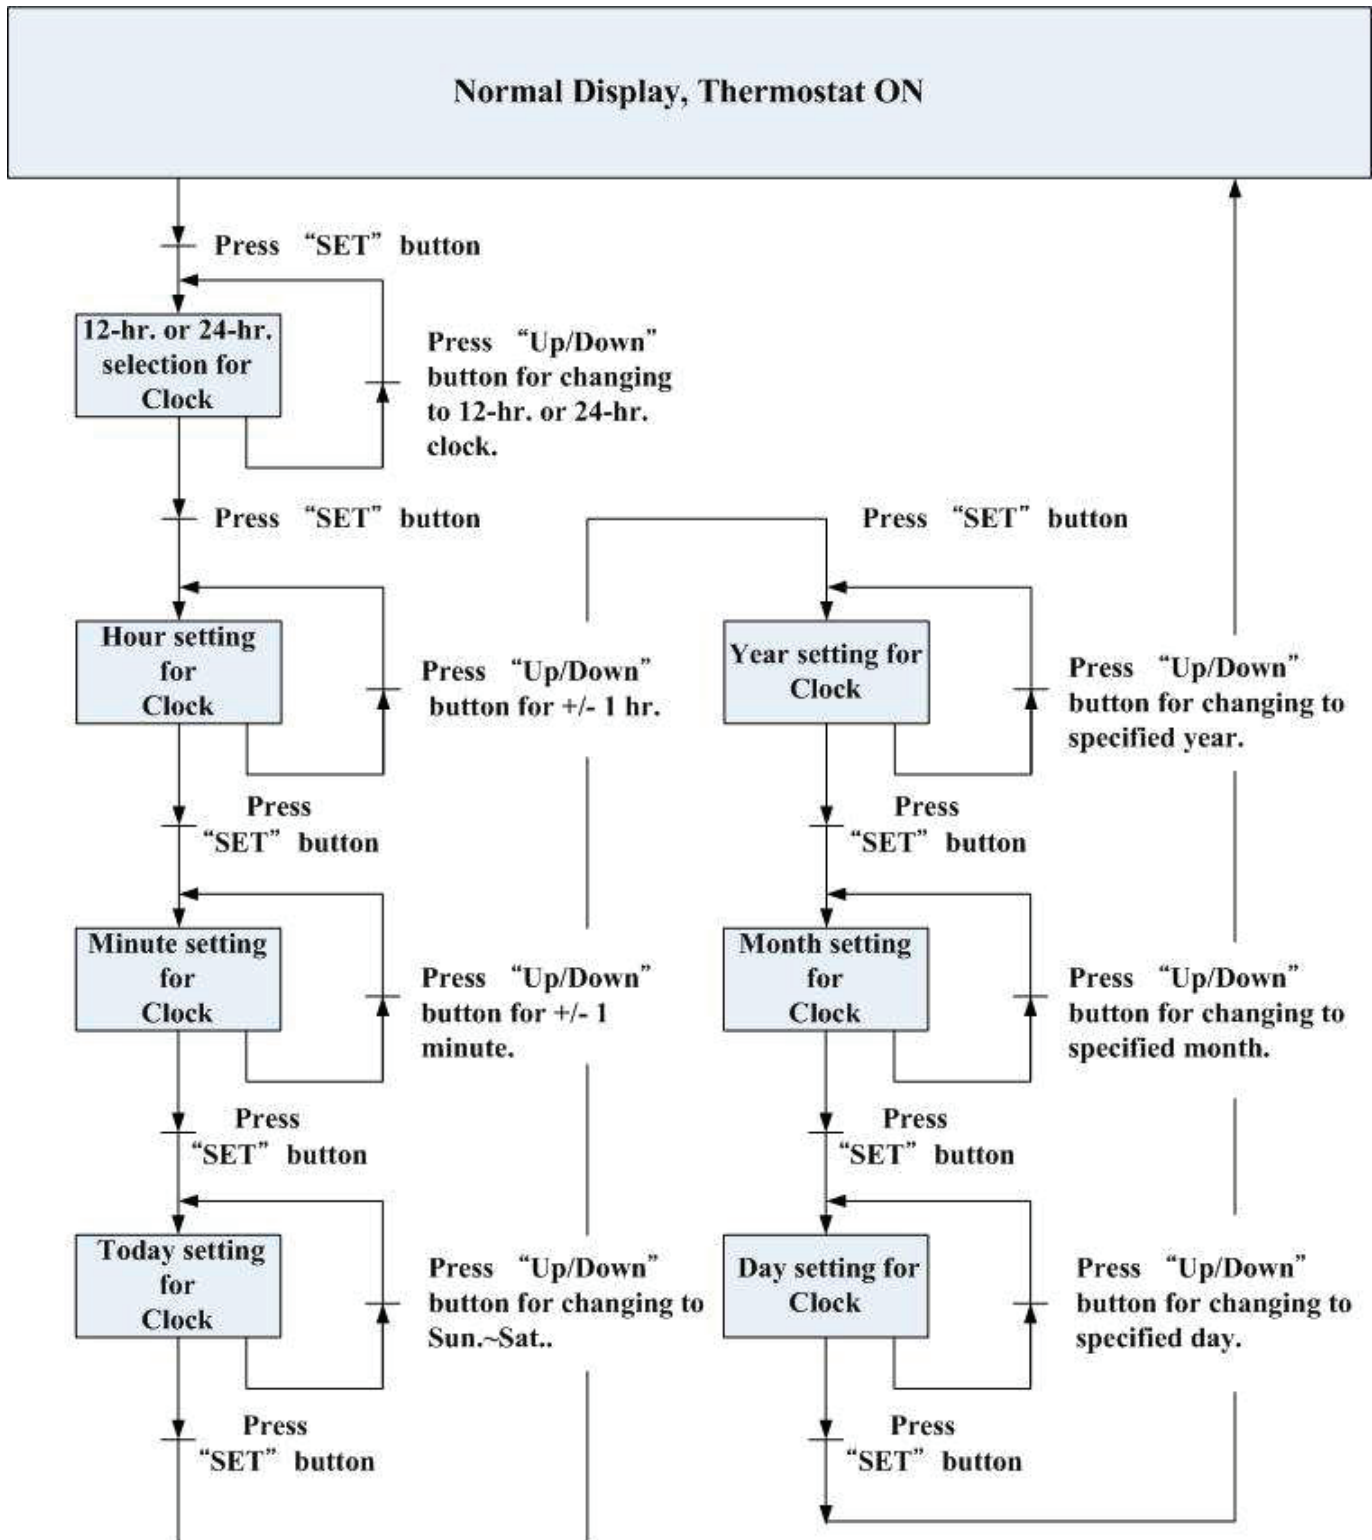 Normal Display, Thermostat ON
Press “SET” button
12-hr. or 24-hr.
selection for
Clock
Press “Up/Down”
button for changing
to 12-hr. or 24-hr.
clock.
Press “SET” button
Hour setting
for
Clock
Press “Up/Down”
button for +/- 1 hr.
Press
“SET” button
Minute setting
for
Clock
Press “Up/Down”
button for +/- 1
minute.
Press
“SET” button
Today setting
for
Clock
Press “Up/Down”
button for changing to
Sun.~Sat..
Press
“SET” button
Press “SET” button
Year setting for
Clock
Press “Up/Down”
button for changing to
specified year.
Press
“SET” button
Month setting
for
Clock
Press “Up/Down”
button for changing to
specified month.
Press
“SET” button
Day setting for
Clock
Press “Up/Down”
button for changing to
specified day.
Press
“SET” button